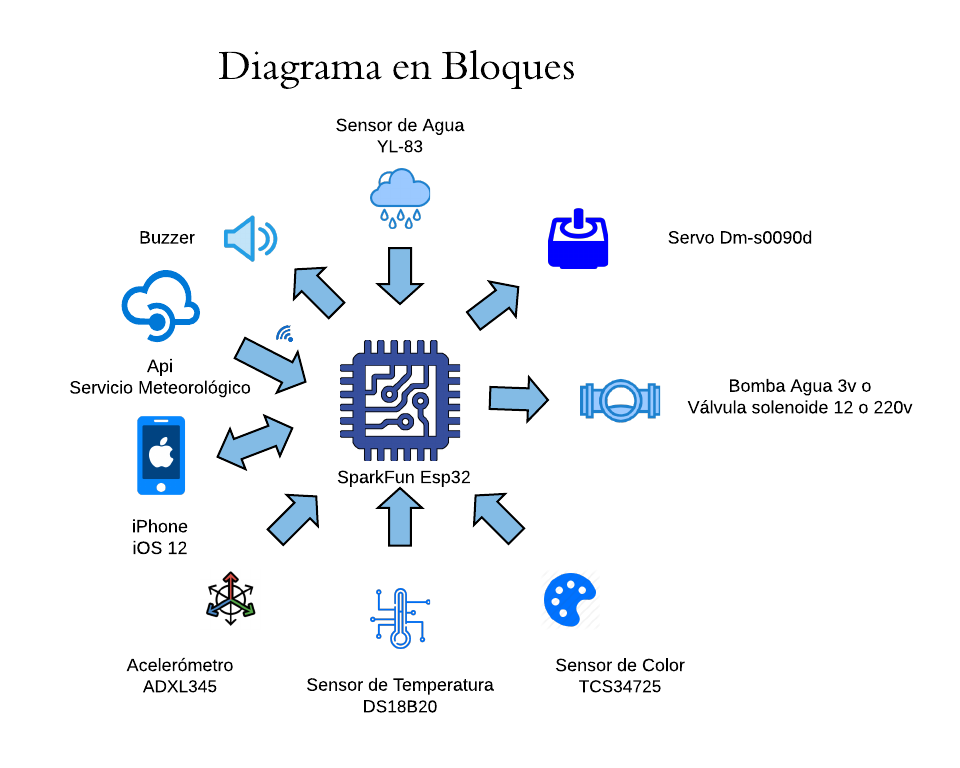 Diagrama en Bloques
Sensor de Agua
YL-83
Buzzer
Servo Dm-s0090d
Api
Servicio Meteorológico
Bomba Agua 3v o
Válvula solenoide 12 o 220v
SparkFun Esp32
iPhone
iOS 12
Acelerómetro
ADXL345
Sensor de Temperatura
DS18B20
Sensor de Color
TCS34725